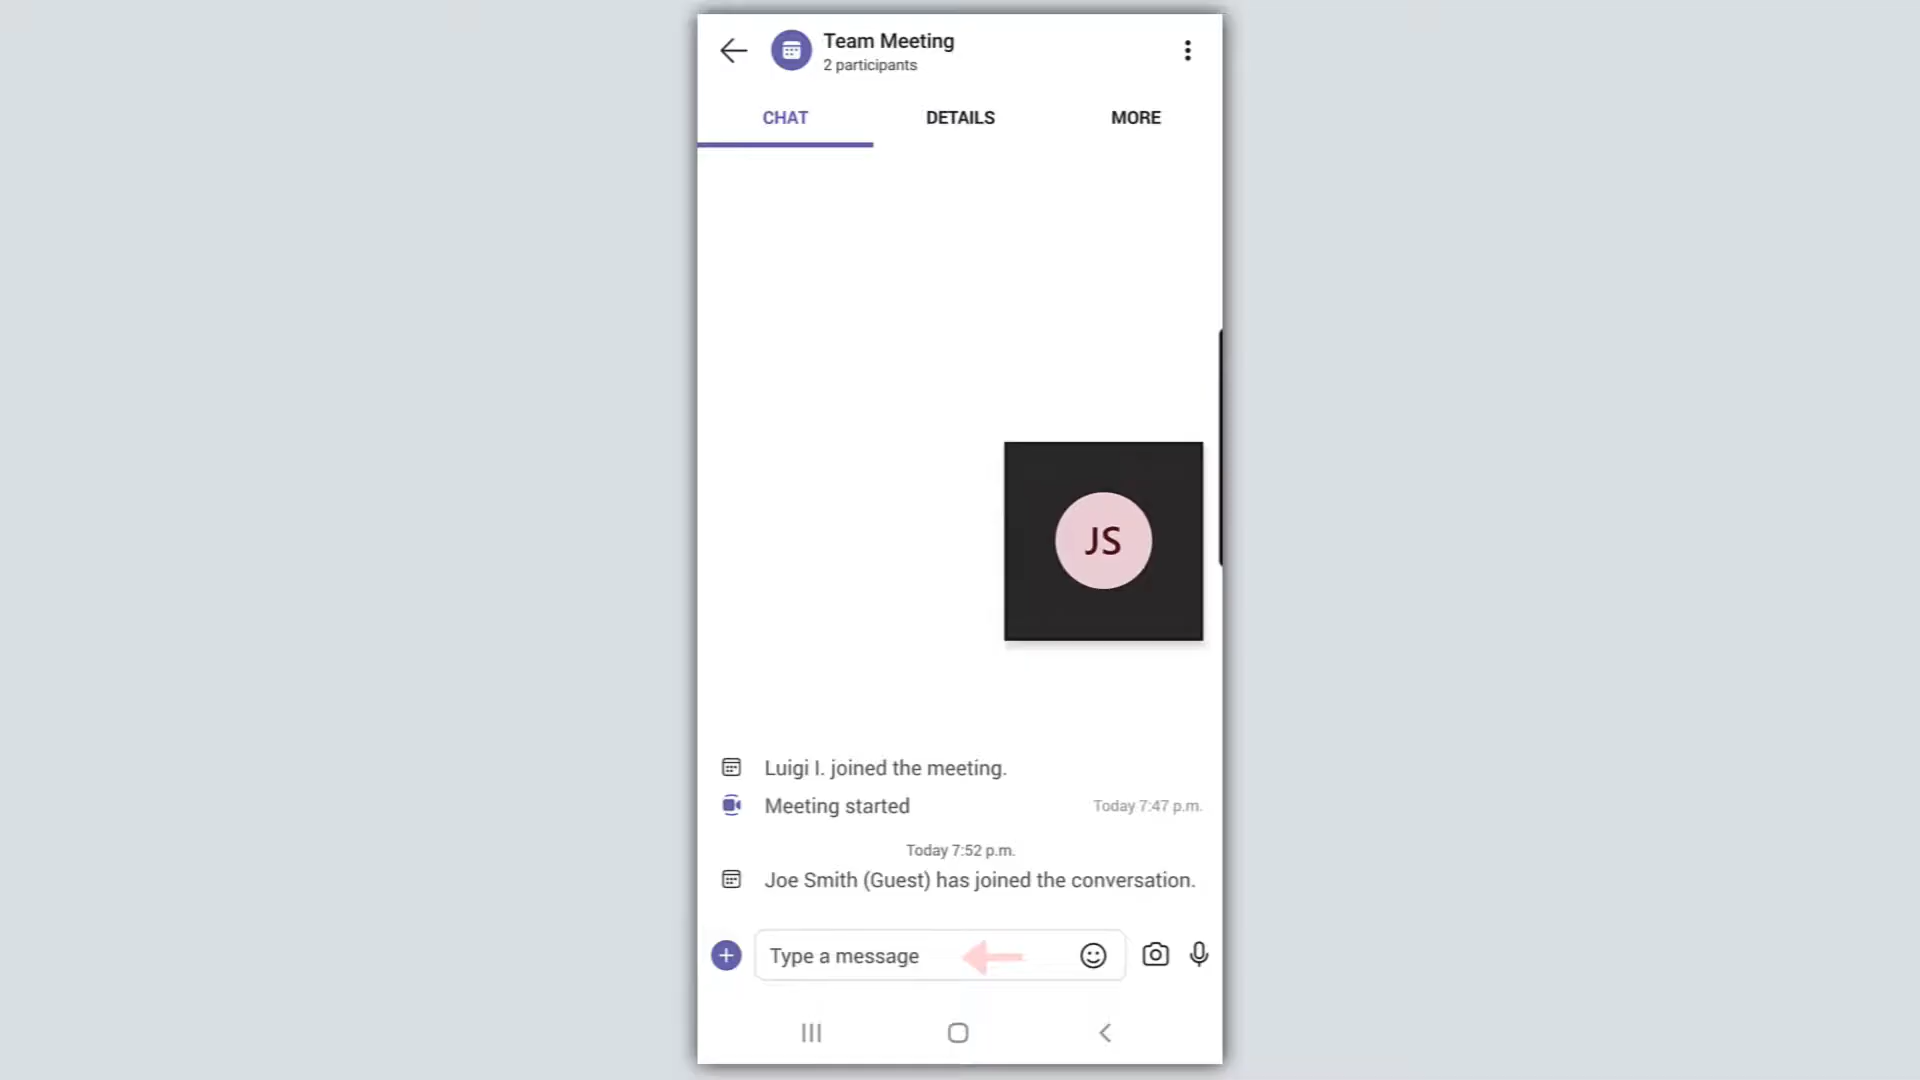 Team Meeting
2 participants
CHAT
DETAILS
MORE
JS
Luigi I. joined the meeting.
Meeting started
Today 7:47 p.m.
Today 7:52 p.m.
Joe Smith (Guest) has joined the conversation.
Type a message